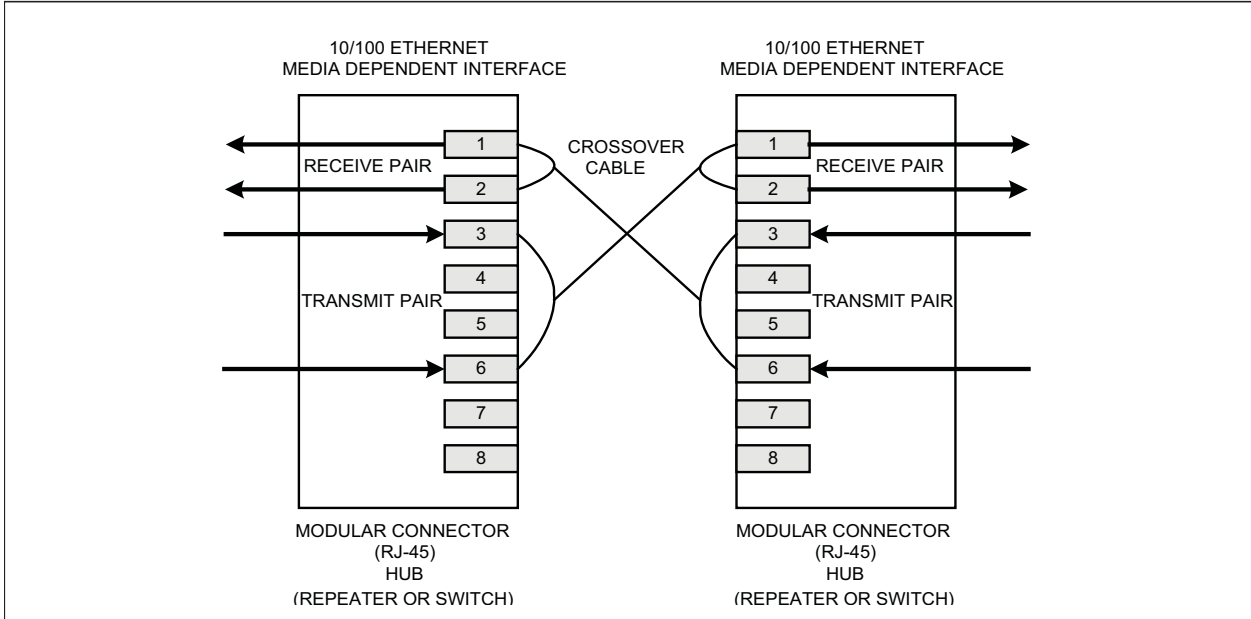 10/100 ETHERNET
MEDIA DEPENDENT INTERFACE
10/100 ETHERNET
MEDIA DEPENDENT INTERFACE
1
RECEIVE PAIR
2
3
4
TRANSMIT PAIR
5
6
7
8
CROSSOVER
CABLE
1
RECEIVE PAIR
2
3
4
TRANSMIT PAIR
5
6
7
8
MODULAR CONNECTOR
(RJ-45)
HUB
(REPEATER OR SWITCH)
MODULAR CONNECTOR
(RJ-45)
HUB
(REPEATER OR SWITCH)